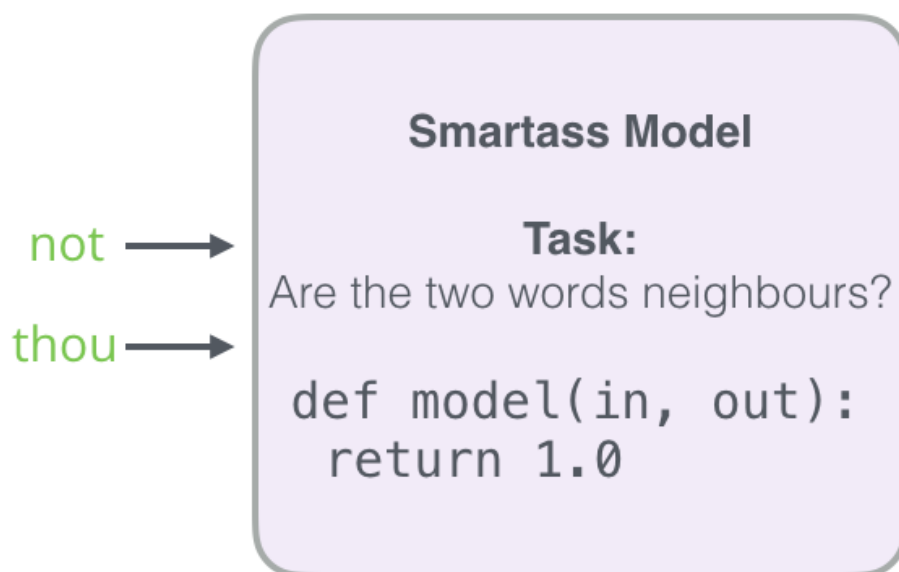 Smartass Model
Task:
not
Are the two words neighbours?
thou
def model(in, out):
return 1.0